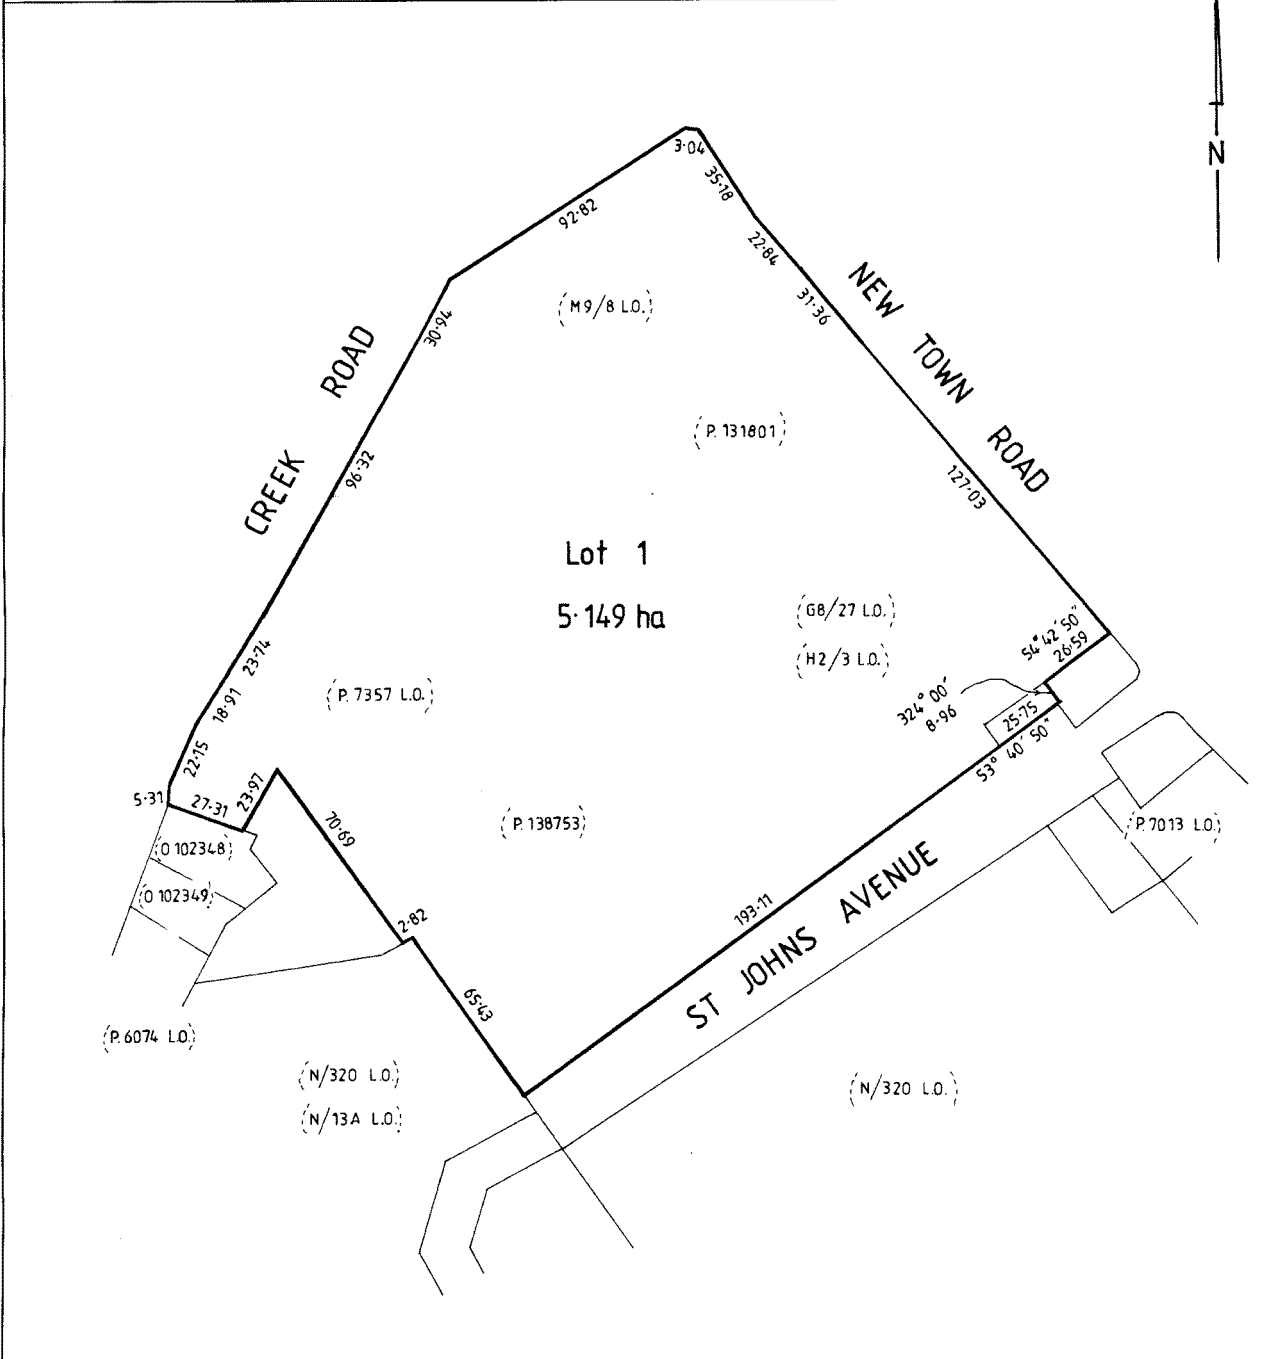 N
3·04
35·18
92·82
22·84
31·36
NEW TOWN ROAD
(M9/8 L.O.)
30·94
CREEK ROAD
(P. 131801)
96·32
127·03
Lot 1
5·149 ha
(G8/27 L.O.)
(H2/3 L.O.)
54° 42′ 50″
26·59
23·74
18·91
(P. 7357 L.O.)
324° 00′
8·96
25·75
53° 40′ 50″
22·15
5·31
27·31
23·97
70·69
(P. 138753)
(P. 7013 L.O.)
(O 102348)
(O 102349)
2·82
193·11
ST JOHNS AVENUE
65·43
(P. 6074 L.O.)
(N/320 L.O.)
(N/13A L.O.)
(N/320 L.O.)